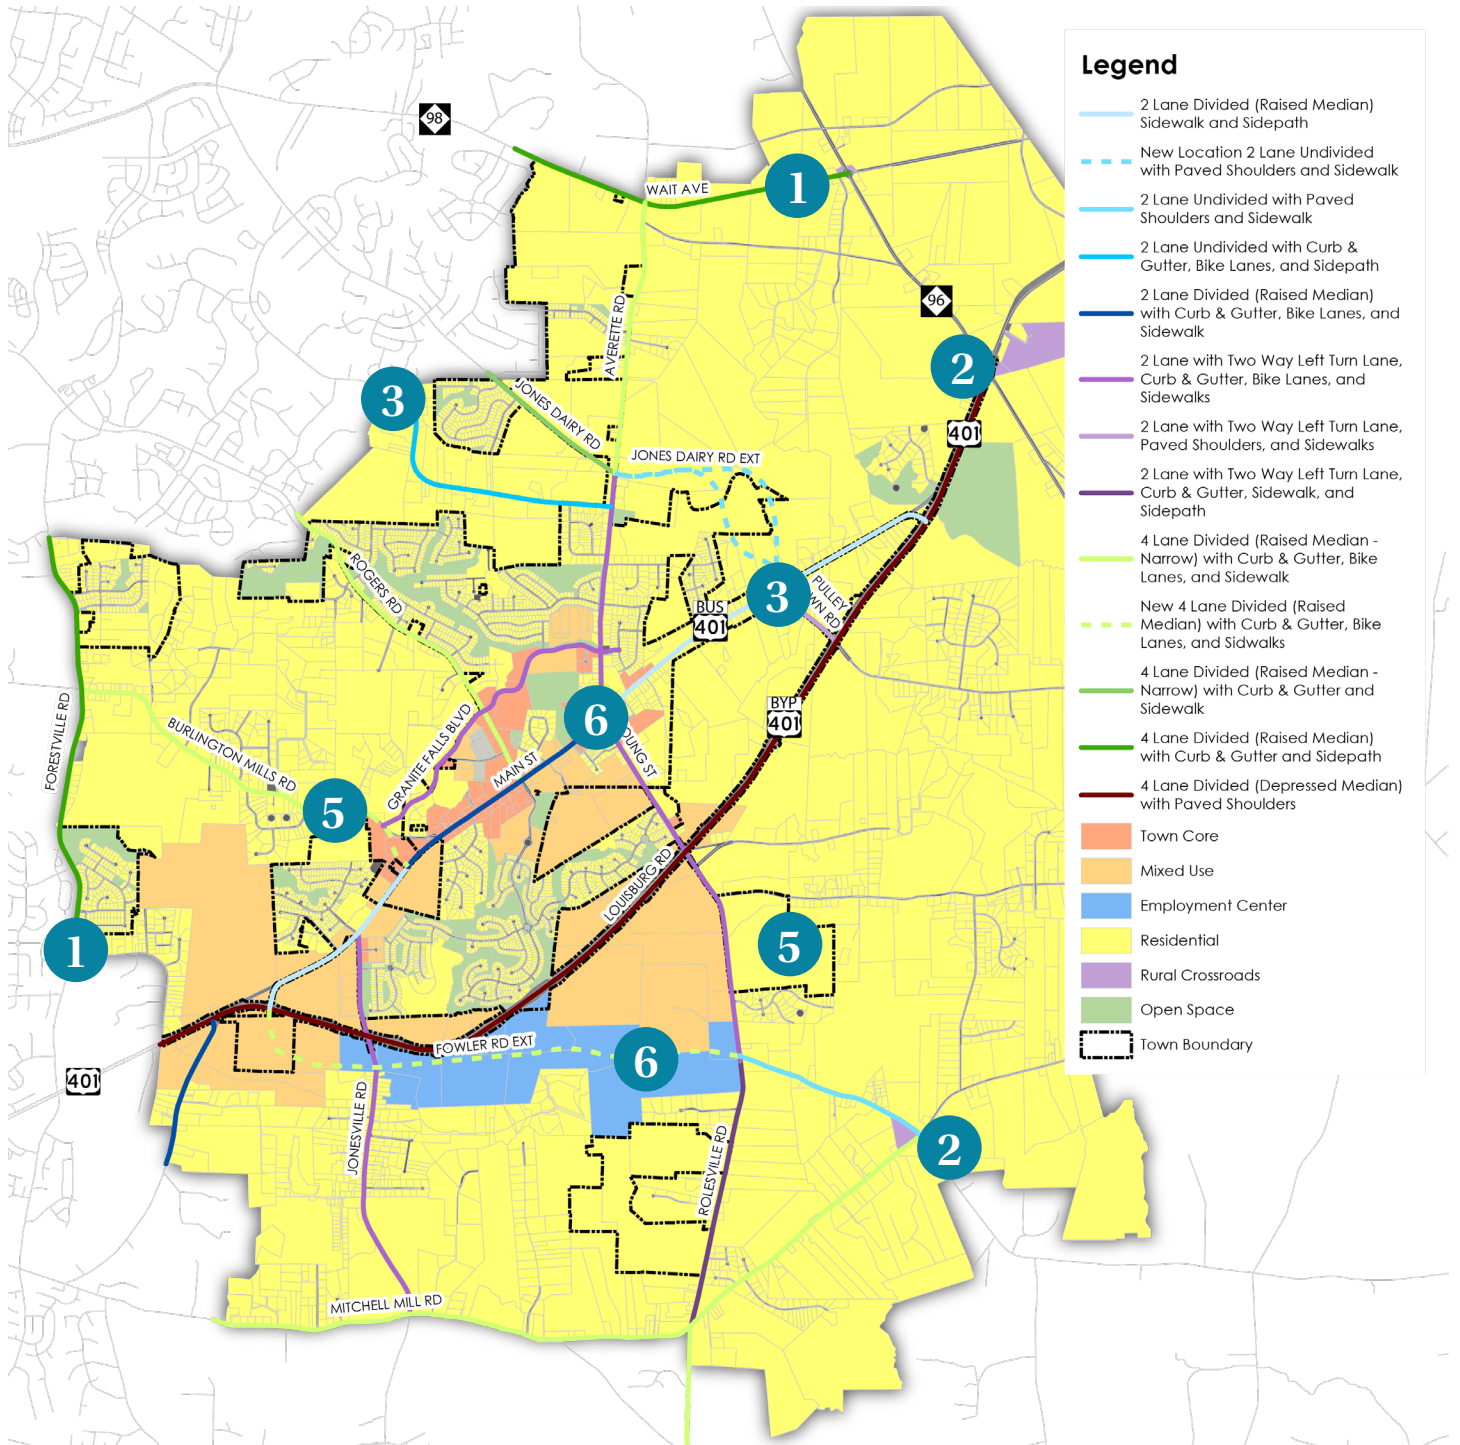 Legend
2 Lane Divided (Raised Median)
Sidewalk and Sidepath
New Location 2 Lane Undivided
with Paved Shoulders and Sidewalk
2 Lane Undivided with Paved
Shoulders and Sidewalk
2 Lane Undivided with Curb &
Gutter, Bike Lanes, and Sidepath
2 Lane Divided (Raised Median)
with Curb & Gutter, Bike Lanes, and
Sidewalk
2 Lane with Two Way Left Turn Lane,
Curb & Gutter, Bike Lanes, and
Sidewalks
2 Lane with Two Way Left Turn Lane,
Paved Shoulders, and Sidewalks
2 Lane with Two Way Left Turn Lane,
Curb & Gutter, Sidewalk, and
Sidepath
4 Lane Divided (Raised Median -
Narrow) with Curb & Gutter, Bike
Lanes, and Sidewalk
New 4 Lane Divided (Raised
Median) with Curb & Gutter, Bike
Lanes, and Sidwalks
4 Lane Divided (Raised Median -
Narrow) with Curb & Gutter and
Sidewalk
4 Lane Divided (Raised Median)
with Curb & Gutter and Sidepath
4 Lane Divided (Depressed Median)
with Paved Shoulders
Town Core
Mixed Use
Employment Center
Residential
Rural Crossroads
Open Space
Town Boundary
98
WAIT AVE
1
96
AVERETTE RD
2
3
JONES DAIRY RD
401
JONES DAIRY RD EXT
ROGERS RD
3
PULLEY
WN RD
BUS
401
FORESTVILLE RD
BURLINGTON MILLS RD
GRANITE FALLS BLVD
MAIN ST
6
OUNG ST
BYP
401
5
LOUISBURG RD
1
5
FOWLER RD EXT
6
401
JONESVILLE RD
ROLESVILLE RD
2
MITCHELL MILL RD